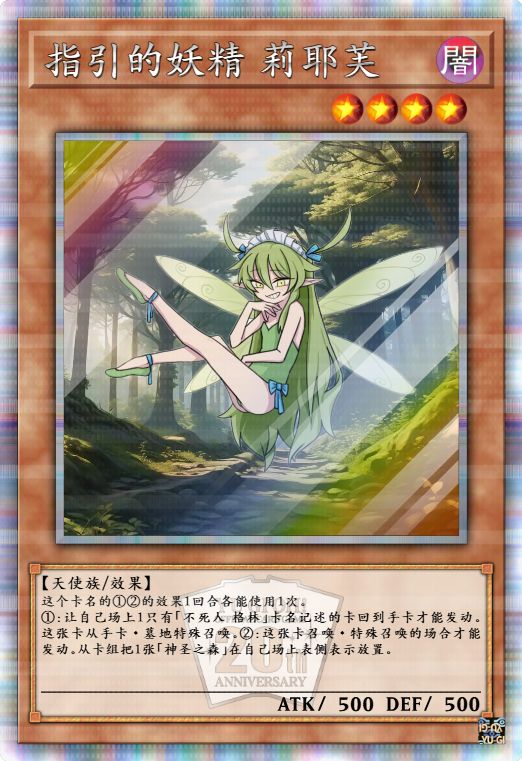 指引的妖精 莉耶芙
闇
【天使族/效果】
这个卡名的①②的效果1回合各能使用1次。
①:让自己场上1只有「不死人 格林」卡名记述的卡回到手卡才能发动。
这张卡从手卡·墓地特殊召唤。②:这张卡召唤·特殊召唤的场合才能
发动。从卡组把1张「神圣之森」在自己场上表侧表示放置。
20th
ANNIVERSARY
ATK/ 500 DEF/ 500